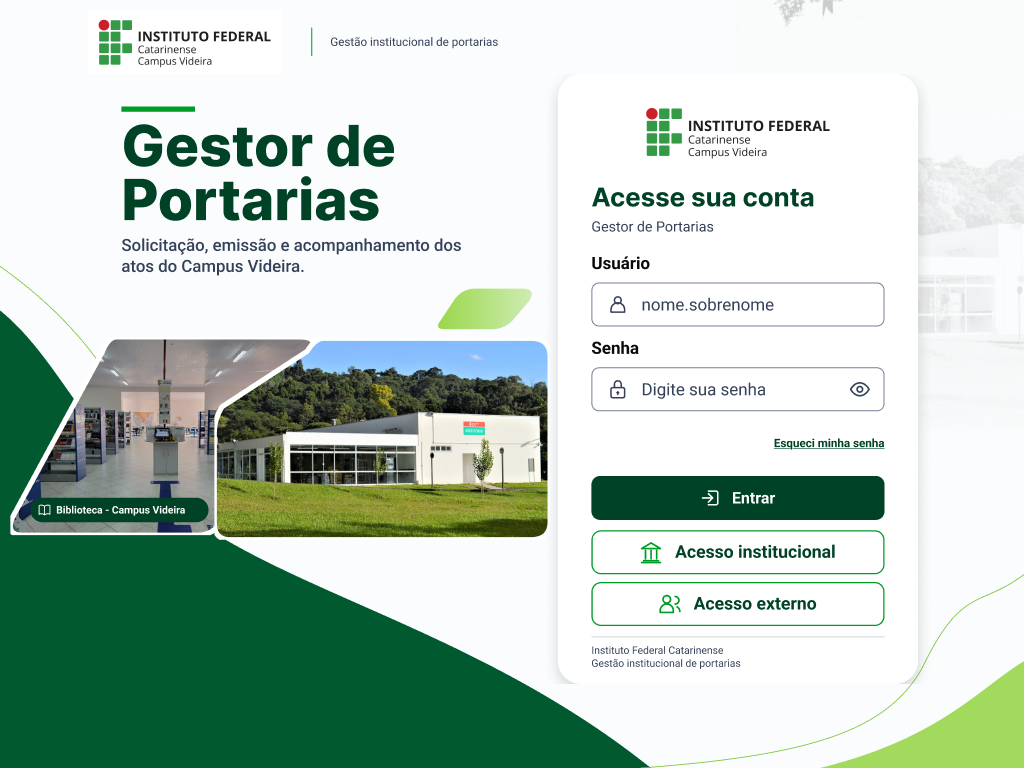 INSTITUTO FEDERAL
Catarinense
Campus Videira
Gestão institucional de portarias
Gestor de
Portarias
Solicitação, emissão e acompanhamento dos
atos do Campus Videira.
Biblioteca - Campus Videira
INSTITUTO FEDERAL
Catarinense
Campus Videira
Acesse sua conta
Gestor de Portarias
Usuário
nome.sobrenome
Senha
Digite sua senha
Esqueci minha senha
Entrar
Acesso institucional
Acesso externo
Instituto Federal Catarinense
Gestão institucional de portarias